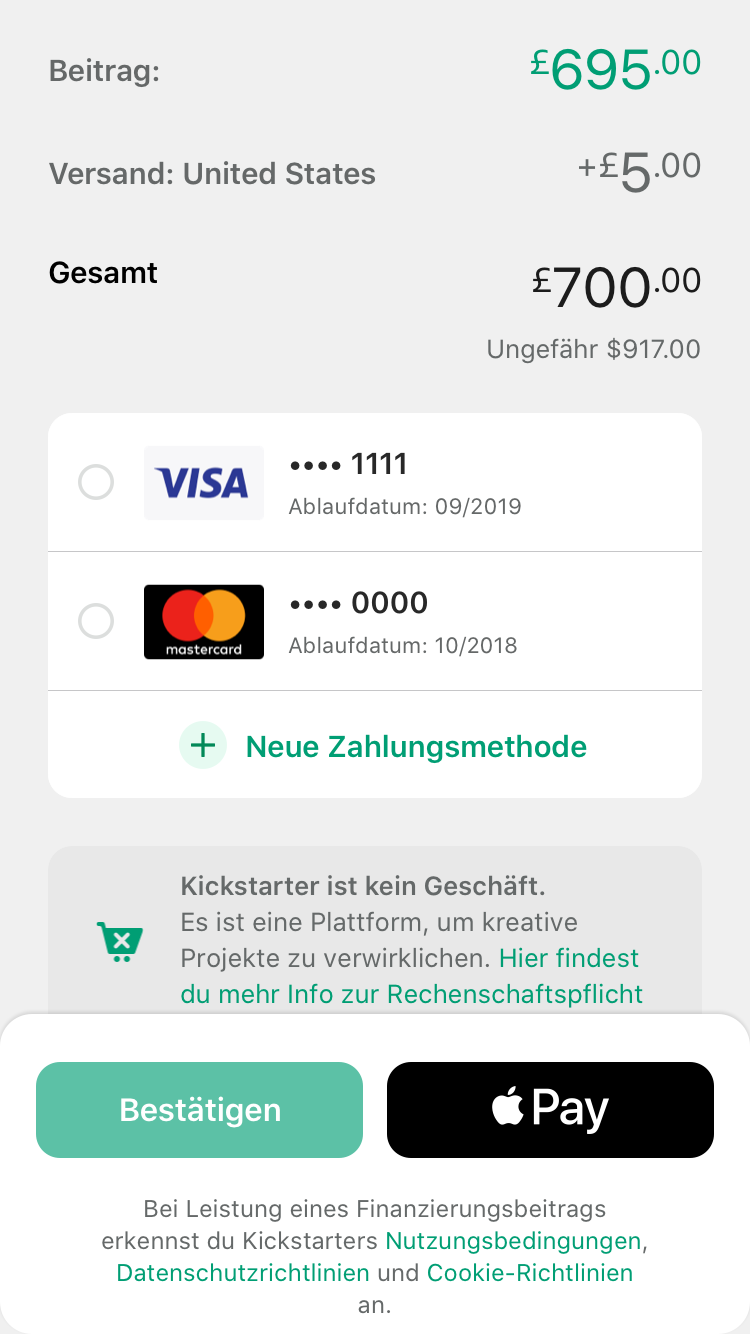 Beitrag: £695.00
Versand: United States +£5.00
Gesamt £700.00
Ungefähr $917.00
VISA •••• 1111
Ablaufdatum: 09/2019
mastercard •••• 0000
Ablaufdatum: 10/2018
+ Neue Zahlungsmethode
Kickstarter ist kein Geschäft.
Es ist eine Plattform, um kreative
Projekte zu verwirklichen. Hier findest
du mehr Info zur Rechenschaftspflicht
Bestätigen Pay
Bei Leistung eines Finanzierungsbeitrags
erkennst du Kickstarters Nutzungsbedingungen,
Datenschutzrichtlinien und Cookie-Richtlinien
an.